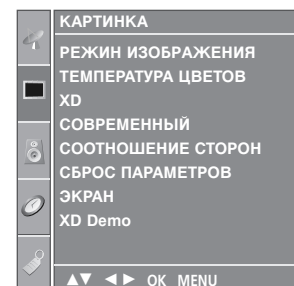 КАРТИНКА
РЕЖИН ИЗОБРАЖЕНИЯ
ТЕМПЕРАТУРА ЦВЕТОВ
XD
СОВРЕМЕННЫЙ
СООТНОШЕНИЕ СТОРОН
СБРОС ПАРАМЕТРОВ
ЭКРАН
XD Demo
▲▼ ◄► OK MENU